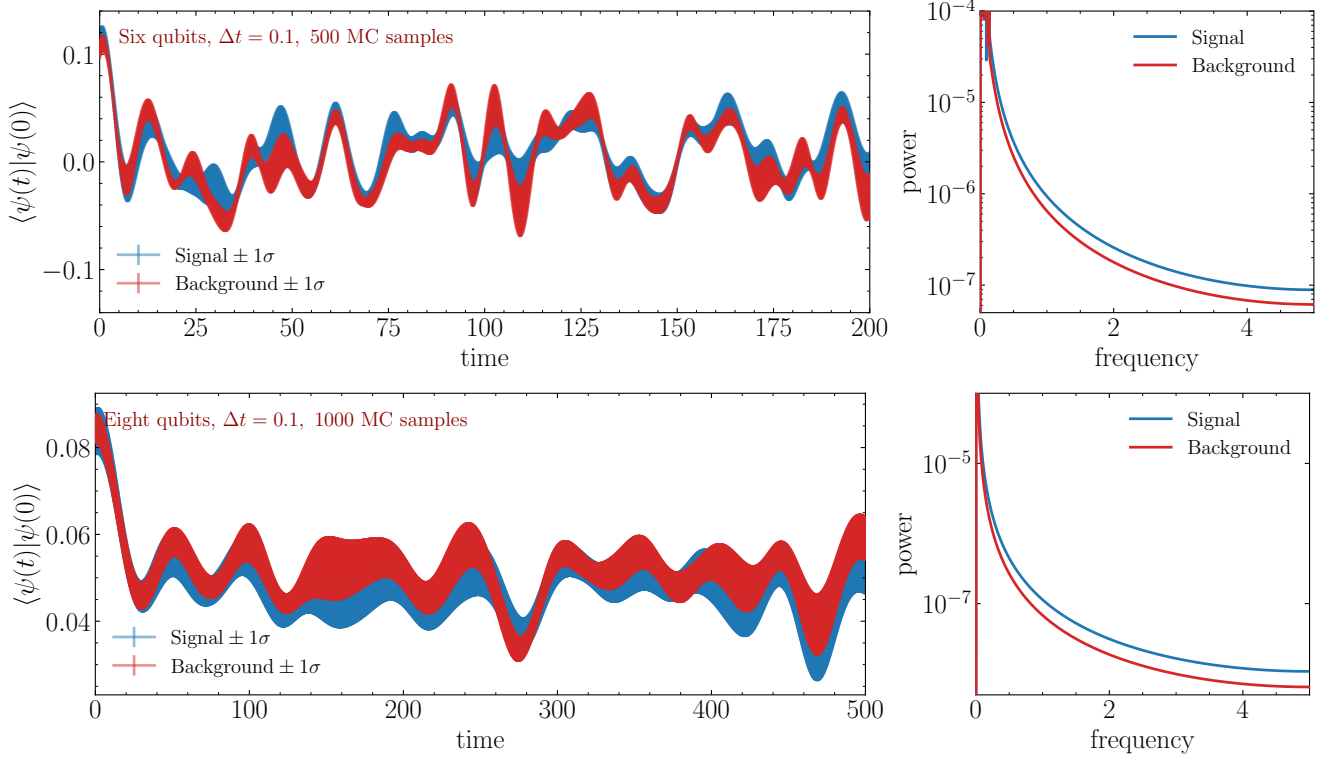 Six qubits, Δt = 0.1, 500 MC samples
⟨ψ(t)|ψ(0)⟩
0.1
0.0
−0.1
Signal ± 1σ
Background ± 1σ
0 25 50 75 100 125 150 175 200
time
power
10⁻⁴
10⁻⁵
10⁻⁶
10⁻⁷
Signal
Background
0 2 4
frequency
Eight qubits, Δt = 0.1, 1000 MC samples
⟨ψ(t)|ψ(0)⟩
0.08
0.06
0.04
Signal ± 1σ
Background ± 1σ
0 100 200 300 400 500
time
power
10⁻⁵
10⁻⁷
Signal
Background
0 2 4
frequency